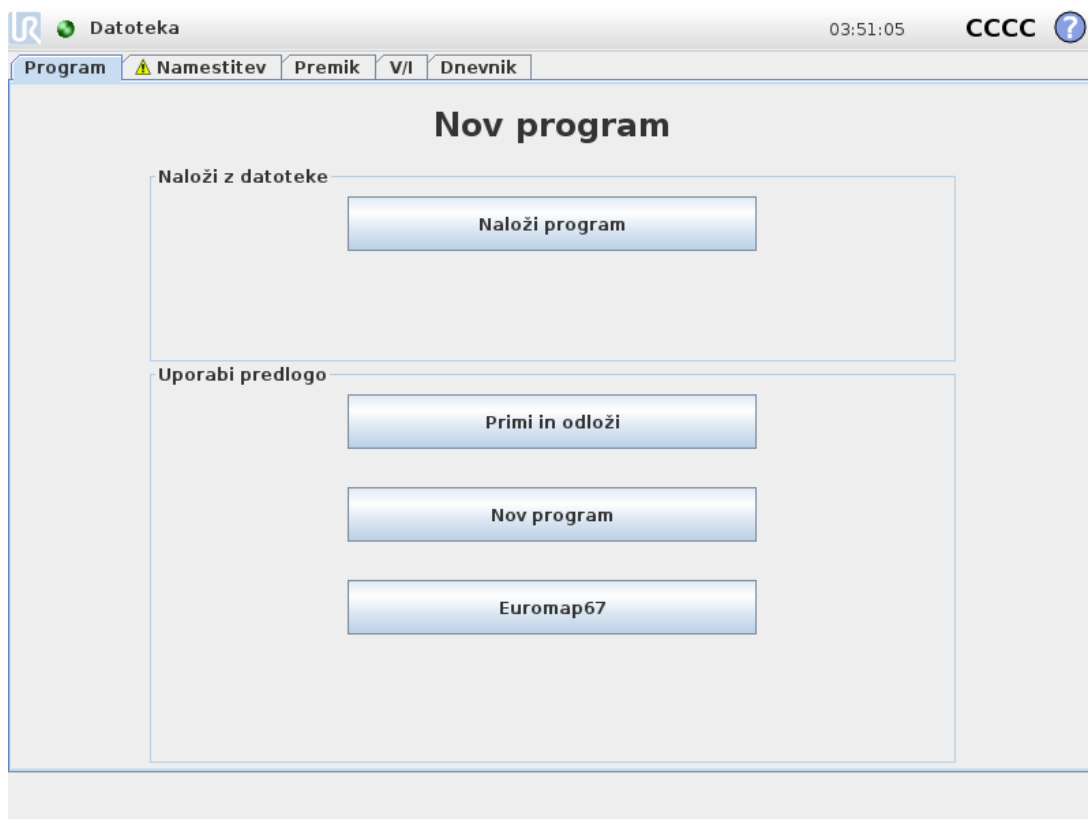 UR Datoteka 03:51:05 CCCC ?
Program Namestitev Premik V/I Dnevnik
Nov program
Naloži z datoteke
Naloži program
Uporabi predlogo
Primi in odloži
Nov program
Euromap67